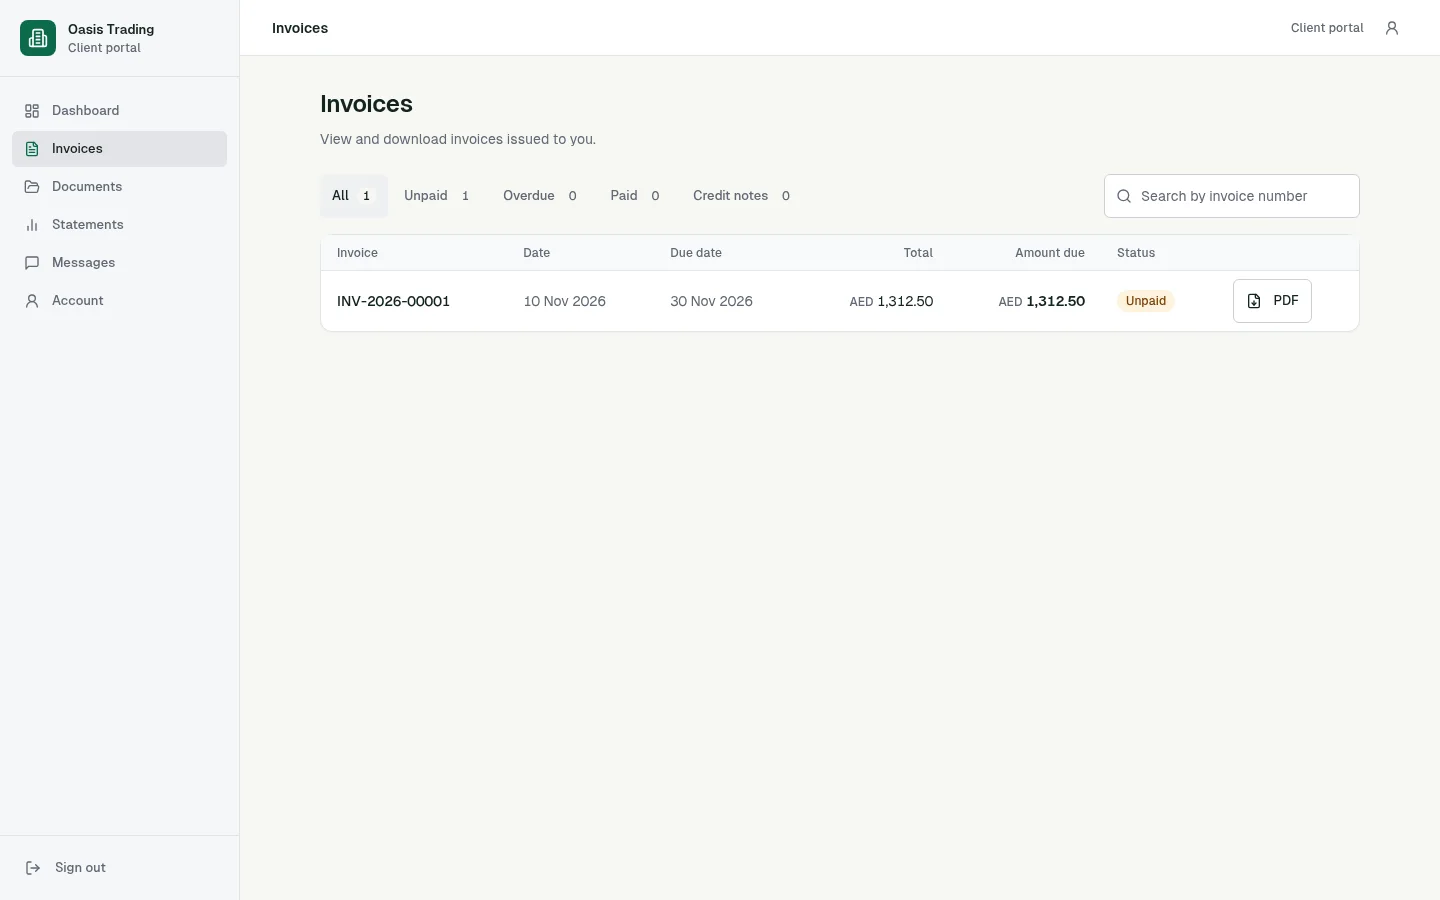 Oasis Trading
Client portal
Dashboard
Invoices
Documents
Statements
Messages
Account
Sign out
Invoices
Client portal
Invoices
View and download invoices issued to you.
All 1 Unpaid 1 Overdue 0 Paid 0 Credit notes 0
Search by invoice number
Invoice Date Due date Total Amount due Status
INV-2026-00001 10 Nov 2026 30 Nov 2026 AED 1,312.50 AED 1,312.50 Unpaid PDF